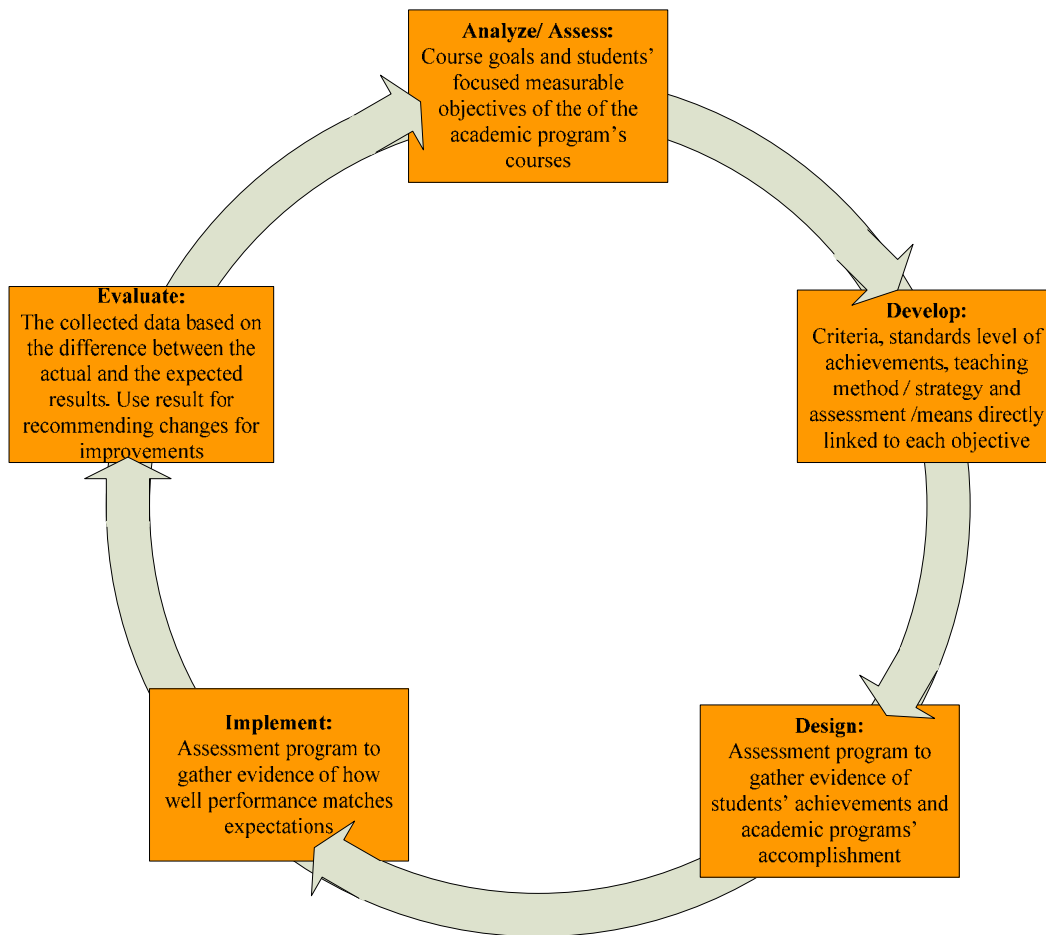 Analyze/ Assess:
Course goals and students’
focused measurable
objectives of the of the
academic program’s
courses
Develop:
Criteria, standards level of
achievements, teaching
method / strategy and
assessment /means directly
linked to each objective
Design:
Assessment program to
gather evidence of
students’ achievements and
academic programs’
accomplishment
Implement:
Assessment program to
gather evidence of how
well performance matches
expectations
Evaluate:
The collected data based on
the difference between the
actual and the expected
results. Use result for
recommending changes for
improvements